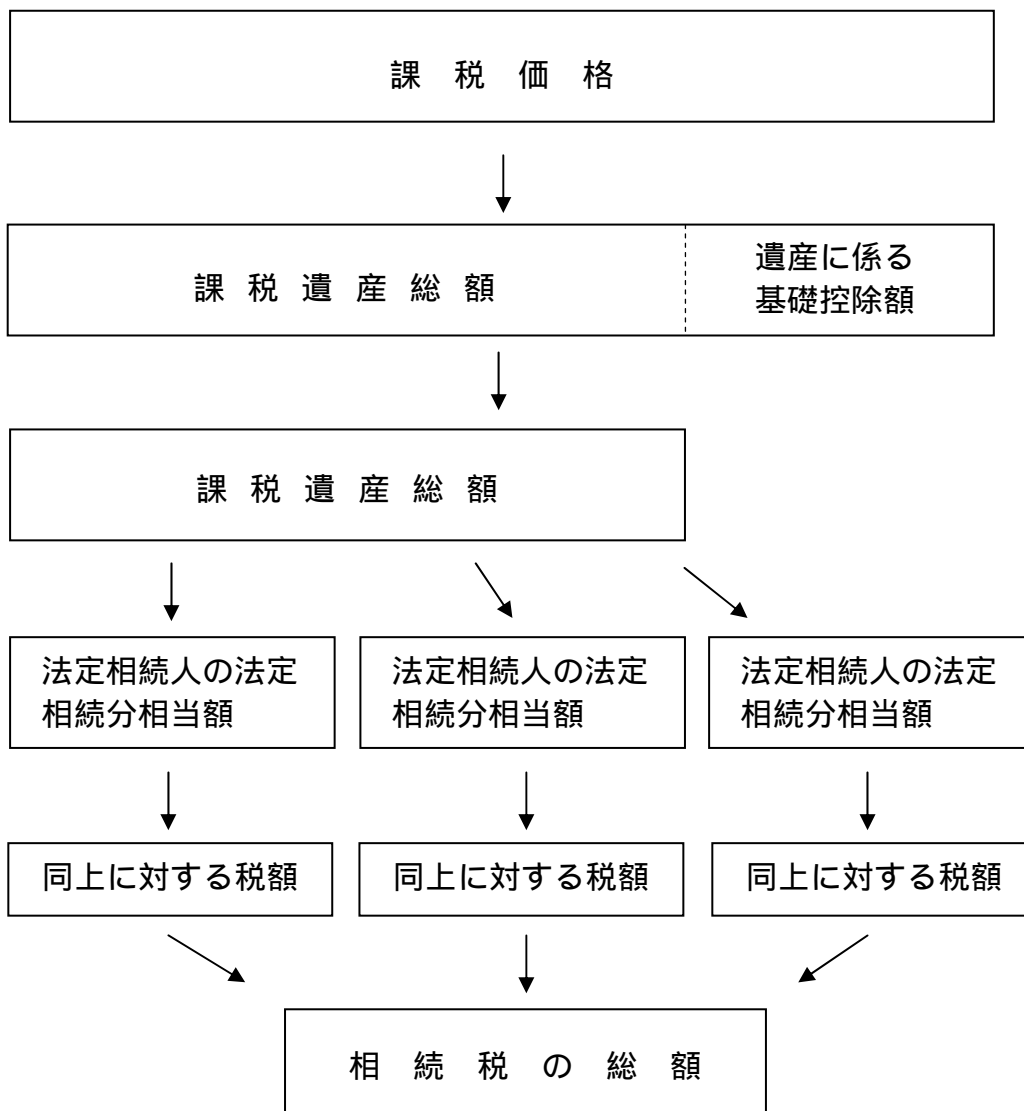 課税価格
課税遺産総額
遺産に係る
基礎控除額
課税遺産総額
法定相続人の法定
相続分相当額
法定相続人の法定
相続分相当額
法定相続人の法定
相続分相当額
同上に対する税額
同上に対する税額
同上に対する税額
相続税の総額